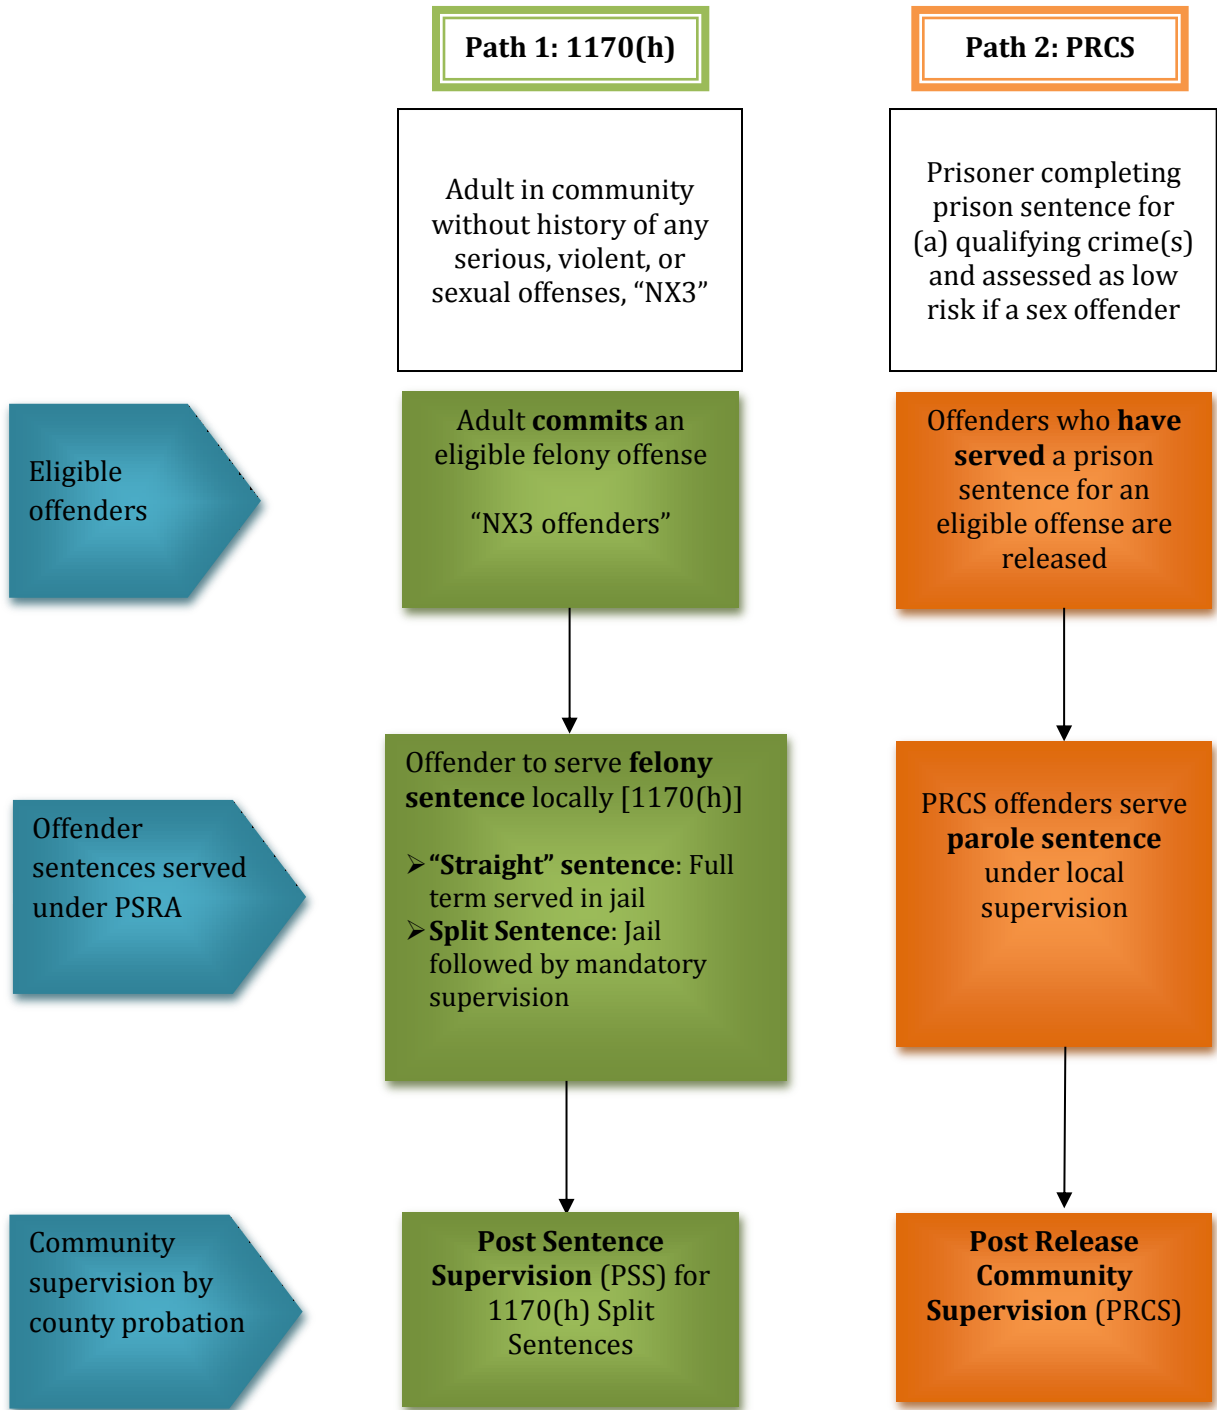 Path 1: 1170(h)
Path 2: PRCS
Adult in community
without history of any
serious, violent, or
sexual offenses, “NX3”
Prisoner completing
prison sentence for
(a) qualifying crime(s)
and assessed as low
risk if a sex offender
Eligible
offenders
Adult commits an
eligible felony offense
“NX3 offenders”
Offenders who have
served a prison
sentence for an
eligible offense are
released
Offender
sentences served
under PSRA
Offender to serve felony
sentence locally [1170(h)]
➢“Straight” sentence: Full
term served in jail
➢Split Sentence: Jail
followed by mandatory
supervision
PRCS offenders serve
parole sentence
under local
supervision
Community
supervision by
county probation
Post Sentence
Supervision (PSS) for
1170(h) Split
Sentences
Post Release
Community
Supervision (PRCS)